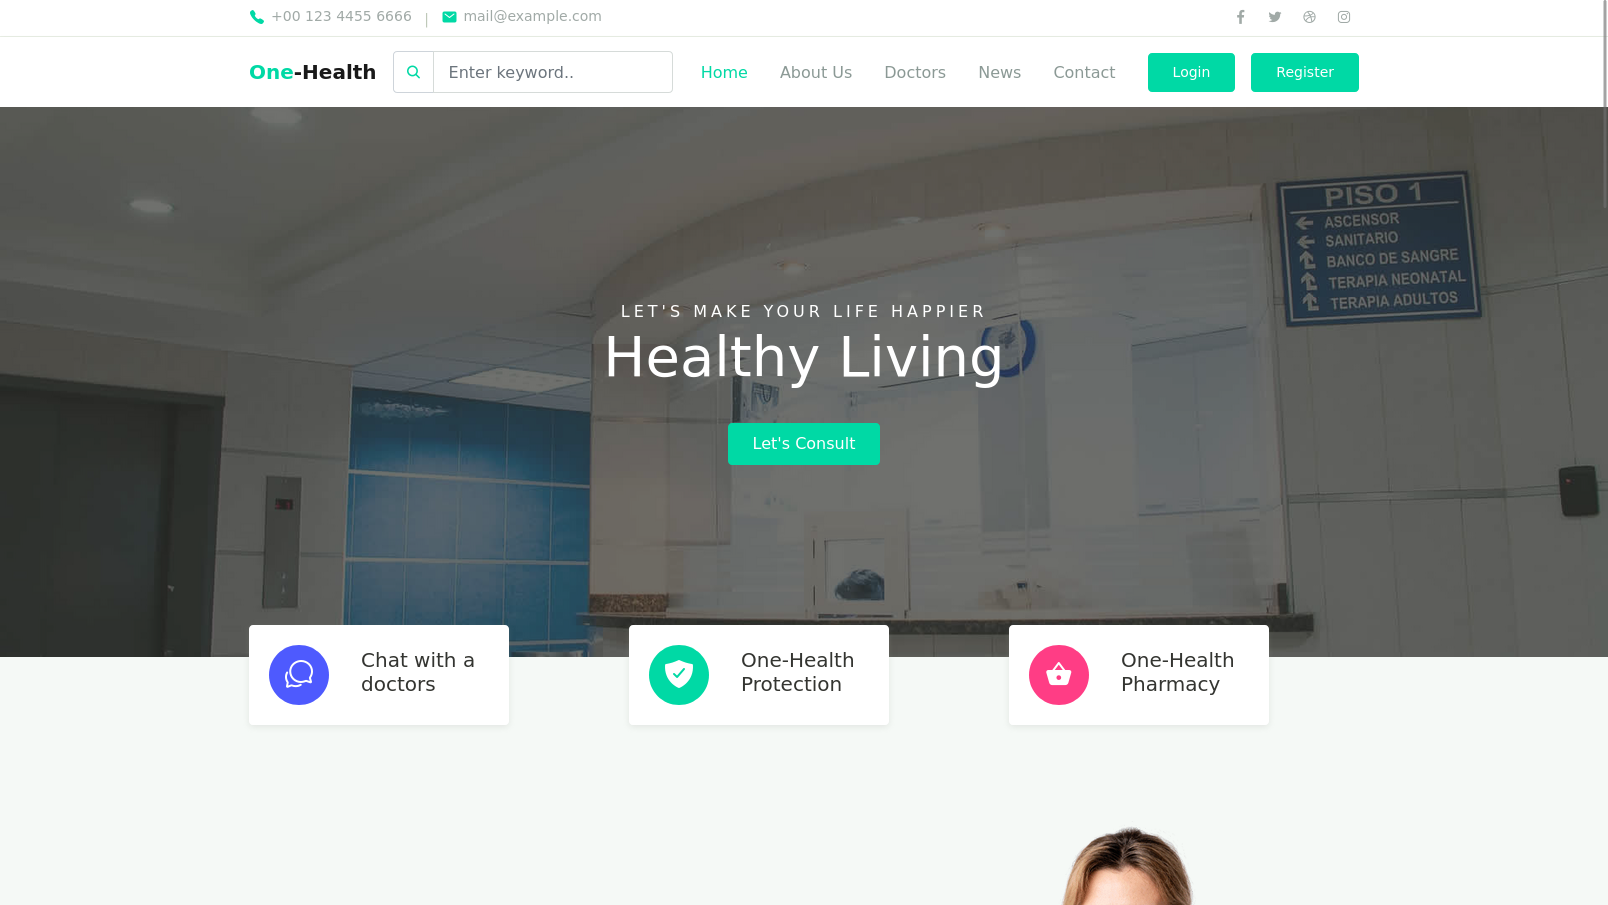 +00 123 4455 6666 | mail@example.com
One-Health
Enter keyword..
Home
About Us
Doctors
News
Contact
Login
Register
PISO 1
ASCENSOR
SANITARIO
BANCO DE SANGRE
TERAPIA NEONATAL
TERAPIA ADULTOS
LET'S MAKE YOUR LIFE HAPPIER
Healthy Living
Let's Consult
Chat with a
doctors
One-Health
Protection
One-Health
Pharmacy